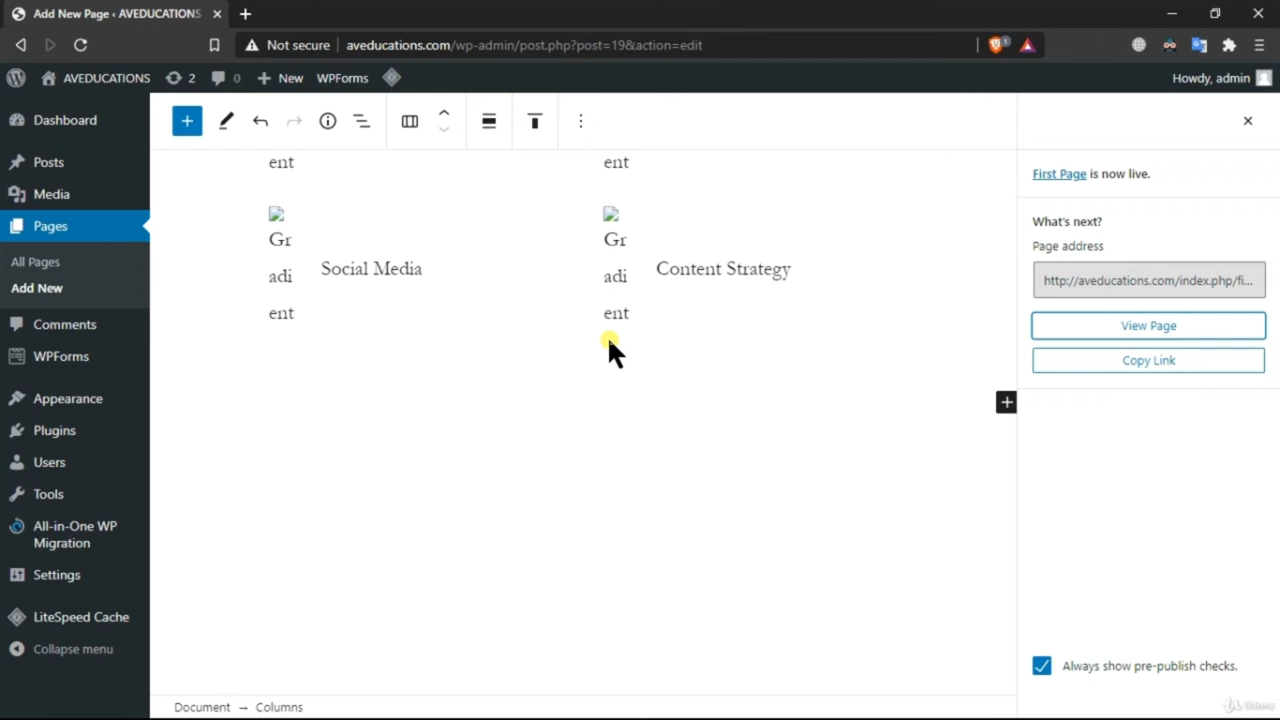 Add New Page ‹ AVEDUCATIONS
Not secure
aveducations.com/wp-admin/post.php?post=19&action=edit
AVEDUCATIONS
2
0
New
WPForms
Howdy, admin
Dashboard
Posts
Media
Pages
All Pages
Add New
Comments
WPForms
Appearance
Plugins
Users
Tools
All-in-One WP
Migration
Settings
LiteSpeed Cache
Collapse menu
ent
ent
Gr
adi
ent
Social Media
Gr
adi
ent
Content Strategy
Document → Columns
First Page is now live.
What's next?
Page address
http://aveducations.com/index.php/fi...
View Page
Copy Link
Always show pre-publish checks.
Udemy